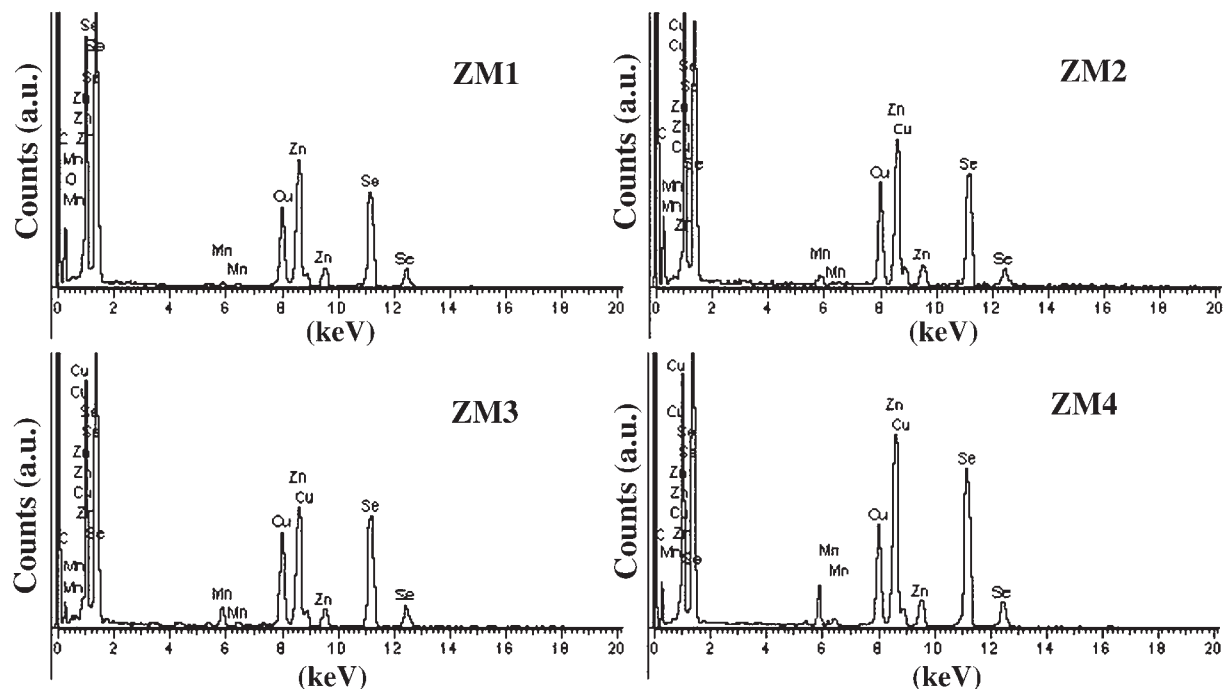 Se
Se
ZM1
Se
Zn
Zn
C Zn
Mn
O
Mn
Zn
Cu
Se
Mn
Mn
Zn
Se
Counts (a.u.)
0 2 4 6 8 10 12 14 16 18 20
(keV)
Cu
Cu
ZM2
Se
Se
Zn
Zn
C Cu
Se
Mn
Mn
Zn
Zn
Cu
Cu
Se
Mn
Mn
Zn
Se
Counts (a.u.)
0 2 4 6 8 10 12 14 16 18 20
(keV)
Cu
Cu
ZM3
Se
Se
Zn
Zn
Cu
Zn
C Se
Mn
Mn
Zn
Cu
Cu
Se
Mn
Mn
Zn
Se
Counts (a.u.)
0 2 4 6 8 10 12 14 16 18 20
(keV)
Cu
Cu
ZM4
Se
Se
Zn
Zn
Cu
C Zn
Mn Se
Zn
Cu
Cu
Se
Mn
Mn
Zn
Se
Counts (a.u.)
0 2 4 6 8 10 12 14 16 18 20
(keV)